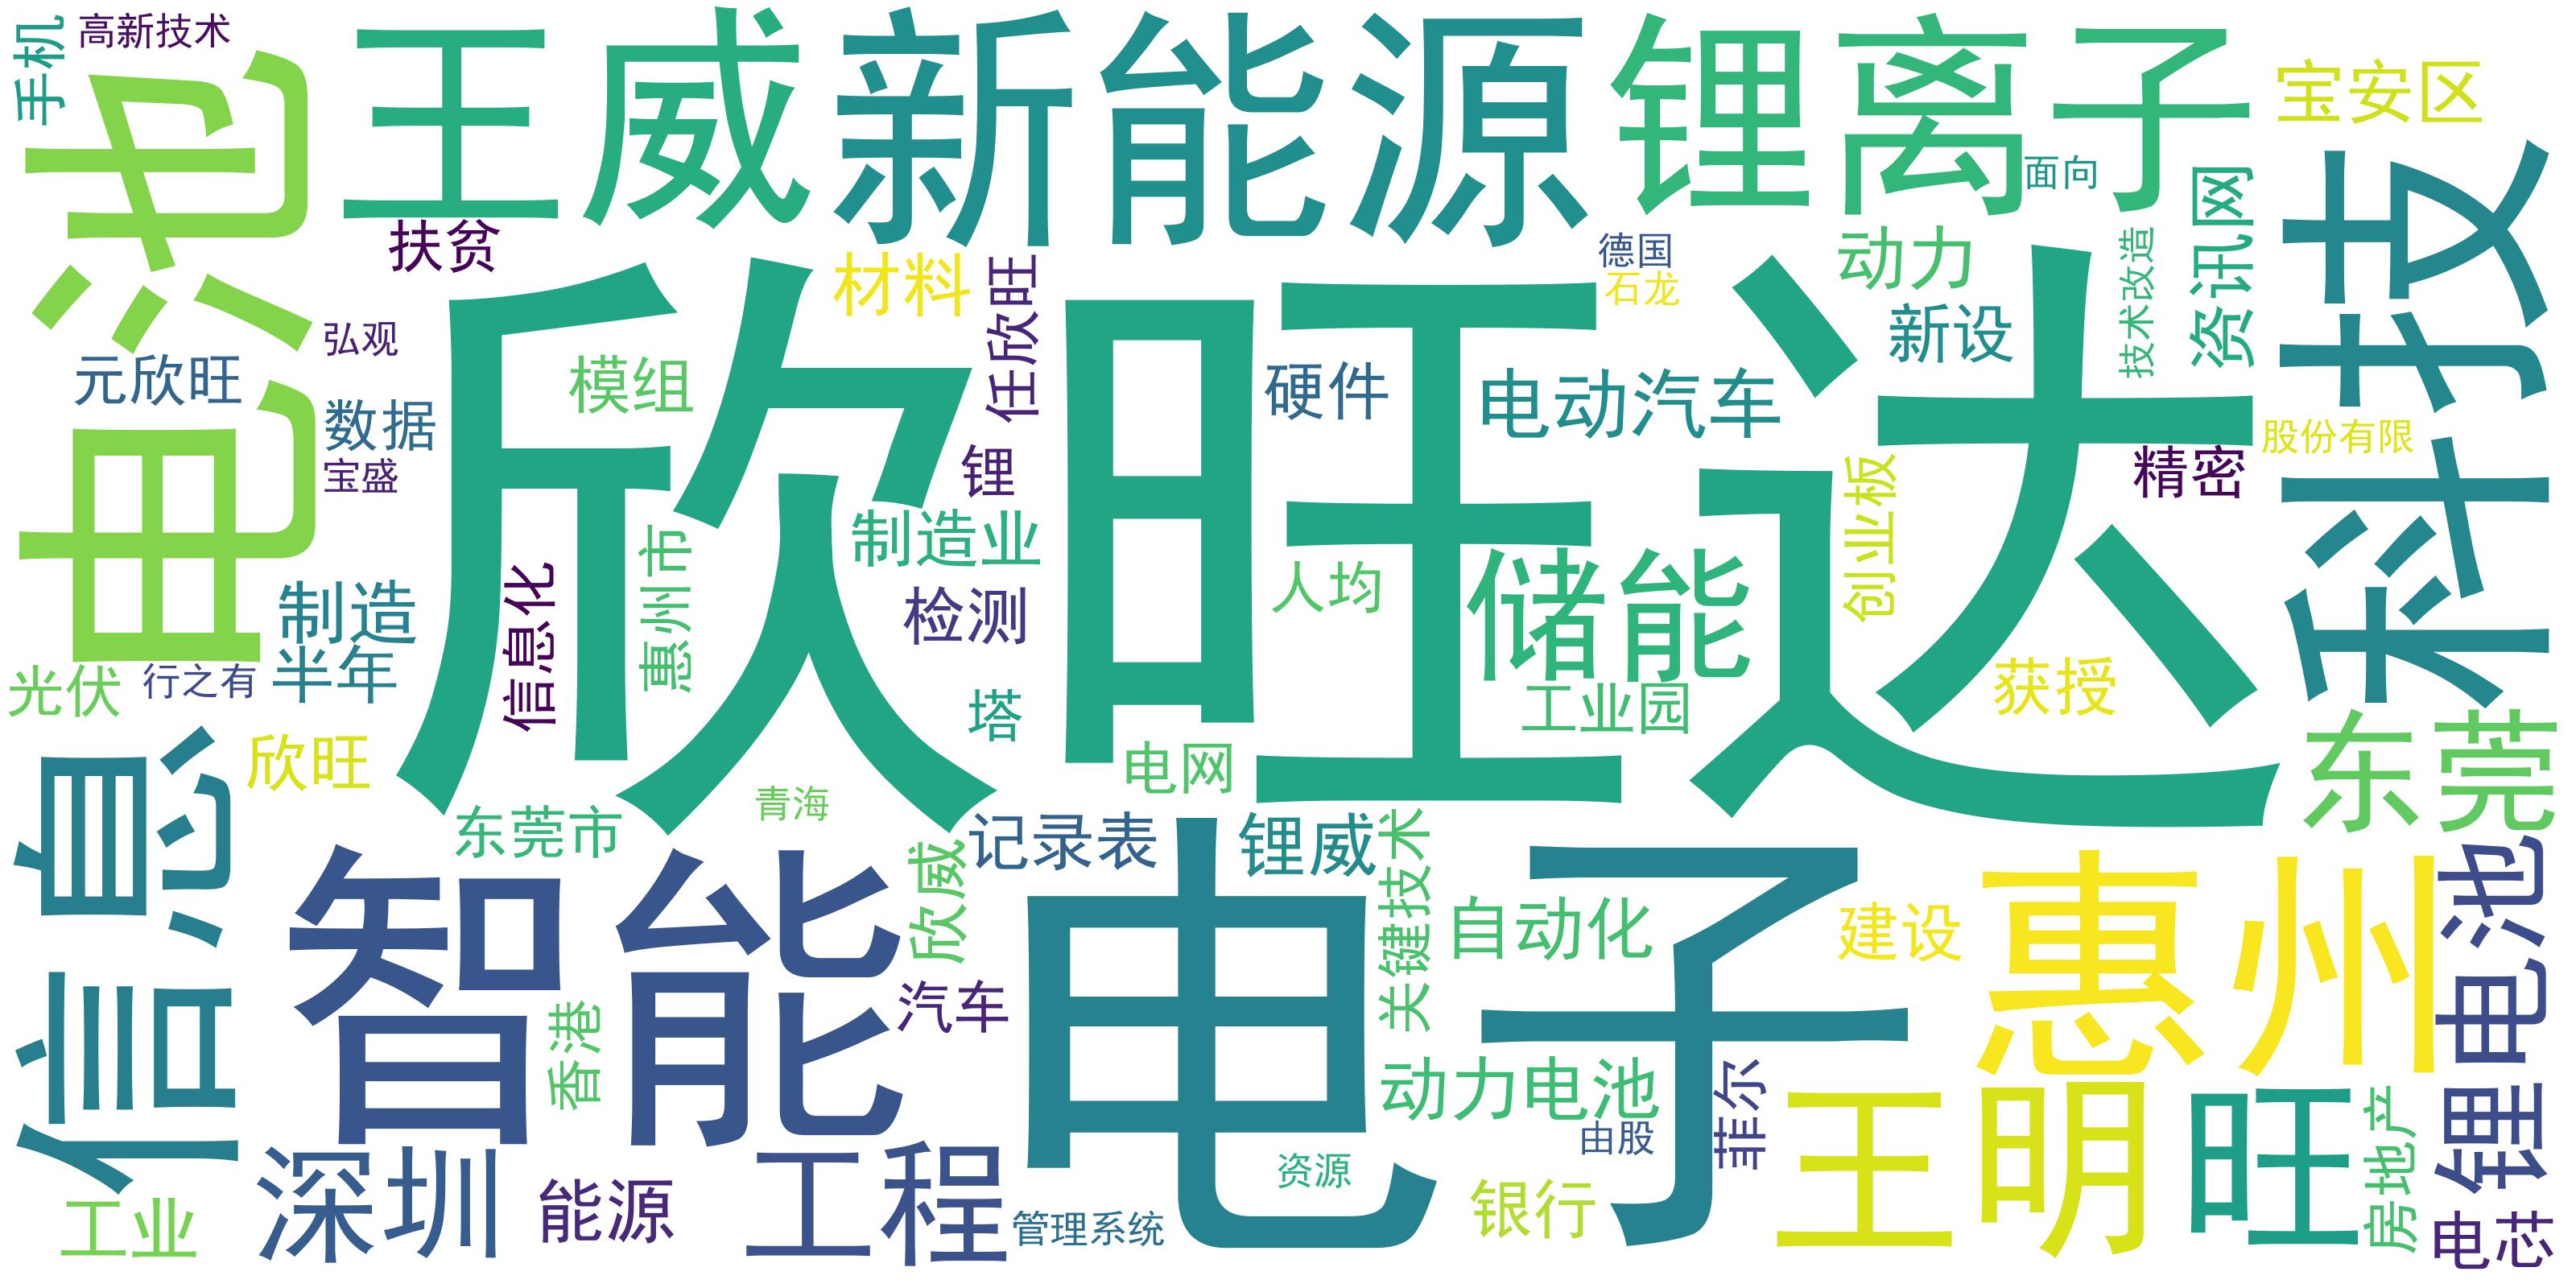 手机
高新技术
电池
王威
新能源
锂离子
宝安区
面向
科技
扶贫
材料
任欣旺
德国
石龙
动力
技术改造
资讯网
欣旺达
弘观
元欣旺
模组
硬件
电动汽车
新设
数据
宝盛
锂
创业板
精密
股份有限
制造
半年
信息化
惠州市
制造业
检测
人均
储能
光伏
行之有
塔
工业园
获授
信息
欣旺
青海
电网
东莞
东莞市
智能
欣威
记录表
锂威
电子
关键技术
自动化
建设
惠州
锂电池
香港
汽车
动力电池
由股
菲尔
王明旺
房地产
工业
深圳
能源
工程
管理系统
资源
银行
电芯